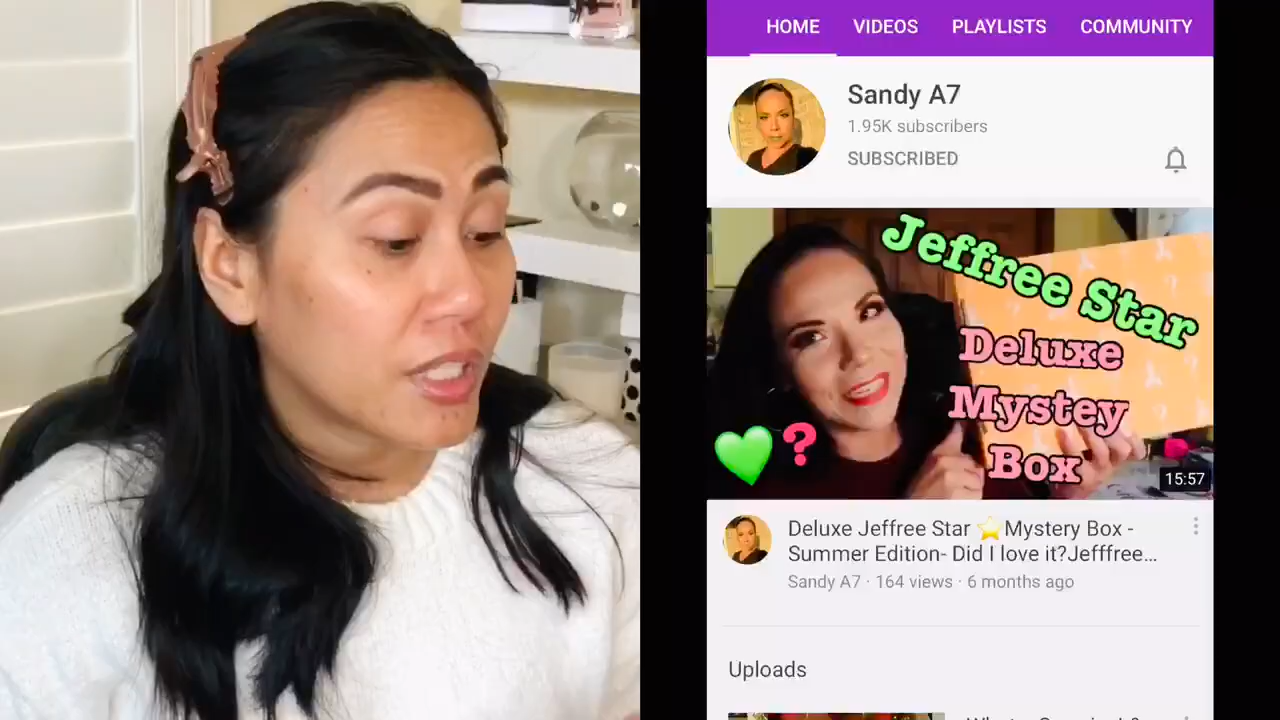 HOME VIDEOS PLAYLISTS COMMUNITY
Sandy A7
1.95K subscribers
SUBSCRIBED
Jeffree Star
Deluxe
Mystey
Box
15:57
Deluxe Jeffree Star ⭐Mystery Box -
Summer Edition- Did I love it?Jefffree...
Sandy A7 · 164 views · 6 months ago
Uploads